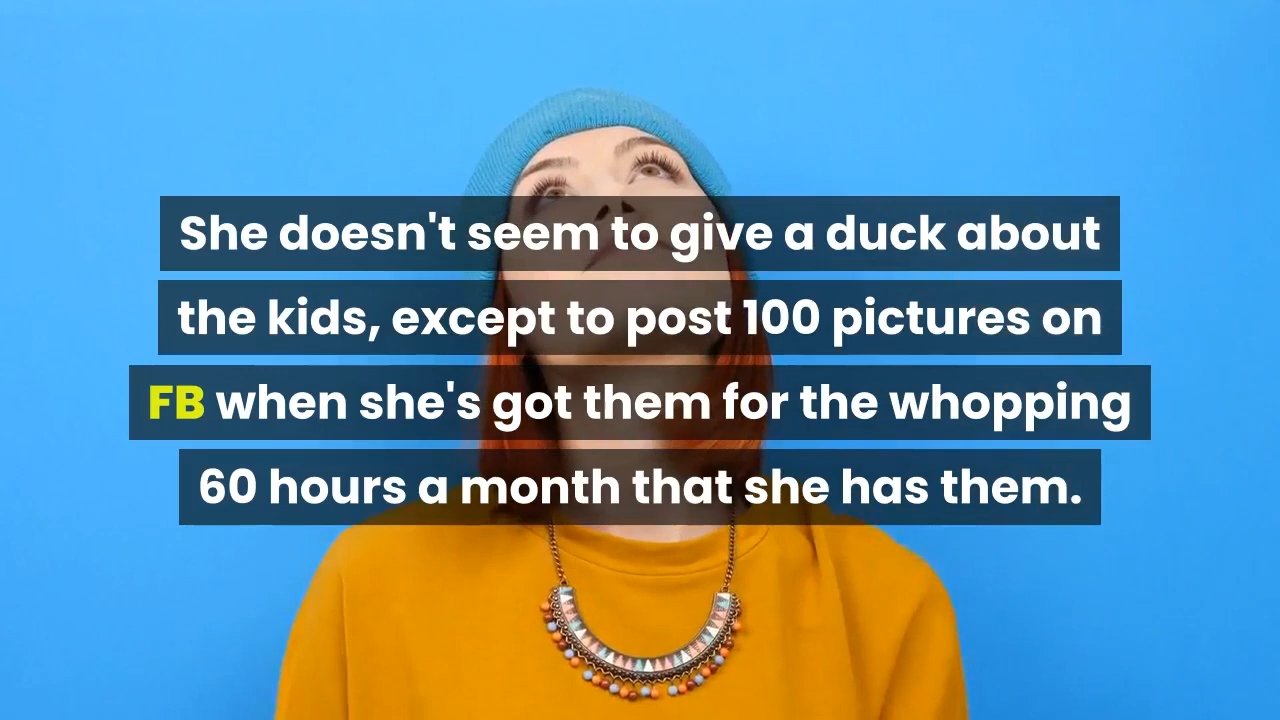 She doesn't seem to give a duck about
the kids, except to post 100 pictures on
FB when she's got them for the whopping
60 hours a month that she has them.